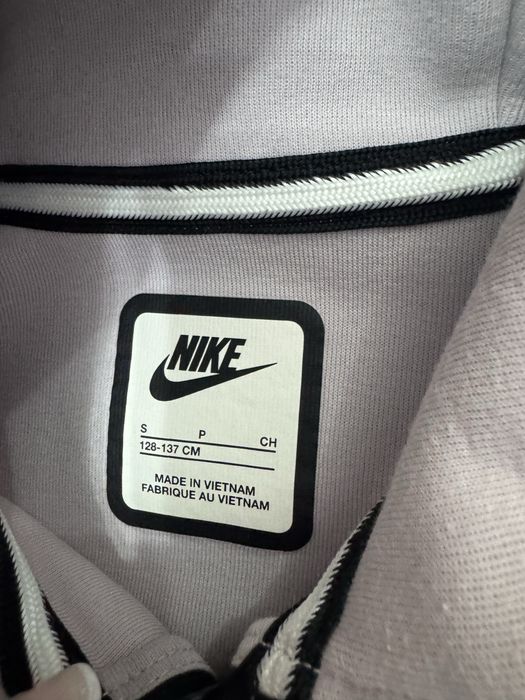 NIKE
S P CH
128-137 CM
MADE IN VIETNAM
FABRIQUE AU VIETNAM